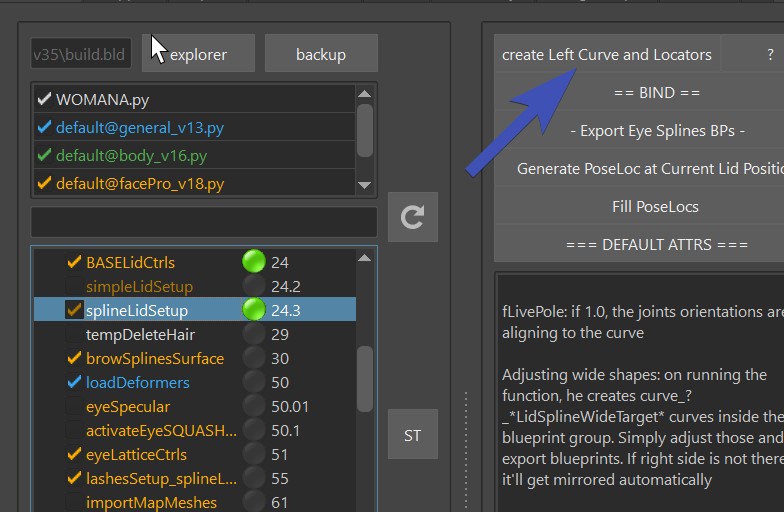 v35\build.bld
explorer
backup
WOMANA.py
default@general_v13.py
default@body_v16.py
default@facePro_v18.py
BASELidCtrls 24
simpleLidSetup 24.2
splineLidSetup 24.3
tempDeleteHair 29
browSplinesSurface 30
loadDeformers 50
eyeSpecular 50.01
activateEyeSQUASH... 50.1
eyeLatticeCtrls 51
lashesSetup_splineL... 55
importMapMeshes 61
ST
create Left Curve and Locators ?
== BIND ==
- Export Eye Splines BPs -
Generate PoseLoc at Current Lid Positio
Fill PoseLocs
=== DEFAULT ATTRS ===
fLivePole: if 1.0, the joints orientations are
aligning to the curve
Adjusting wide shapes: on running the
function, he creates curve_?
_*LidSplineWideTarget* curves inside the
blueprint group. Simply adjust those and
export blueprints. If right side is not there
it'll get mirrored automatically